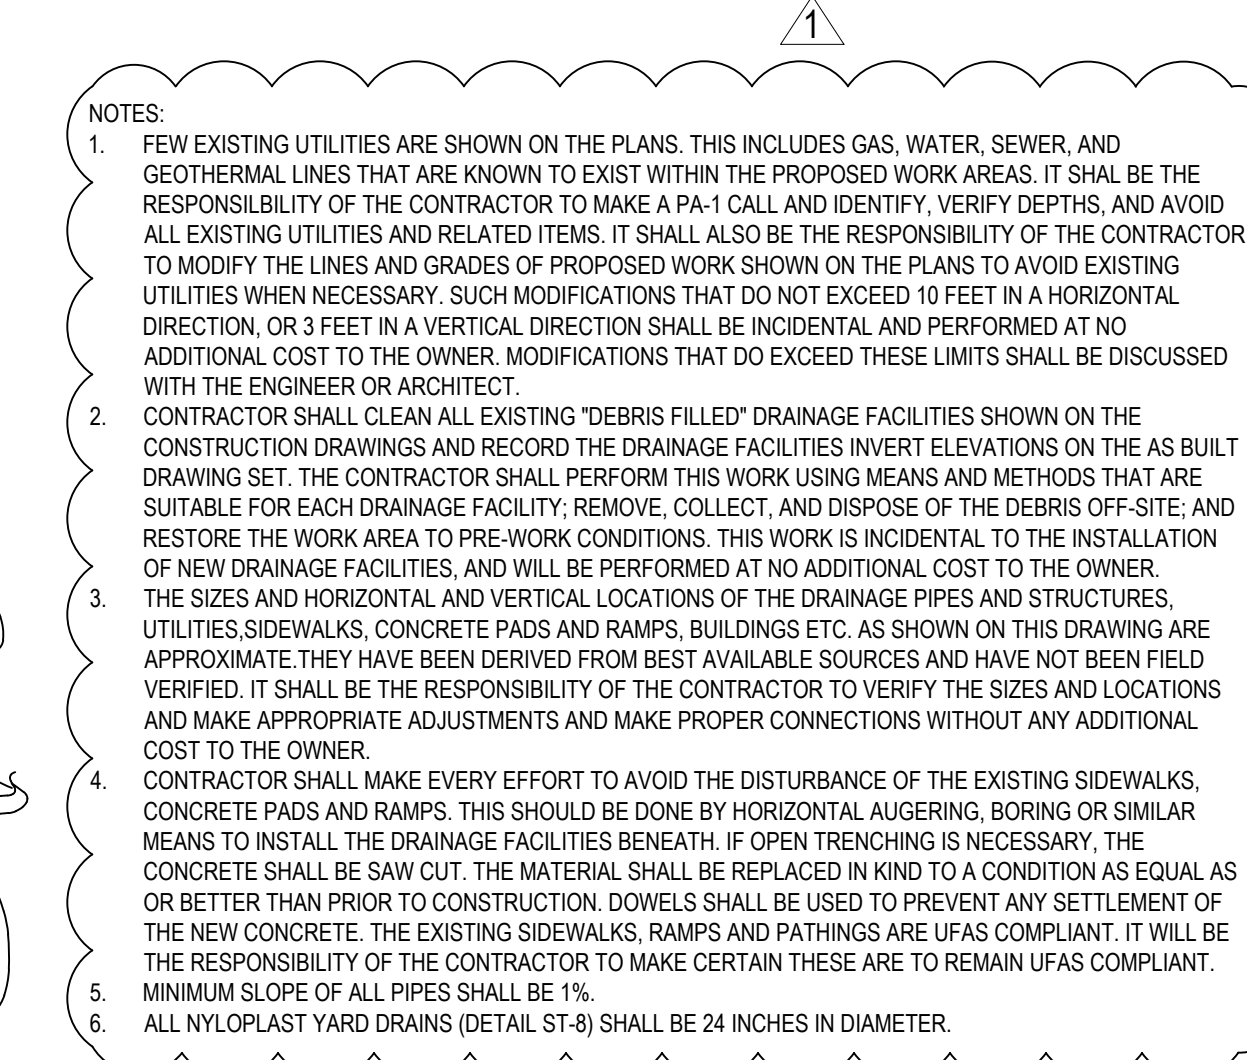 1
NOTES:
1. FEW EXISTING UTILITIES ARE SHOWN ON THE PLANS. THIS INCLUDES GAS, WATER, SEWER, AND
GEOTHERMAL LINES THAT ARE KNOWN TO EXIST WITHIN THE PROPOSED WORK AREAS. IT SHAL BE THE
RESPONSILBILITY OF THE CONTRACTOR TO MAKE A PA-1 CALL AND IDENTIFY, VERIFY DEPTHS, AND AVOID
ALL EXISTING UTILITIES AND RELATED ITEMS. IT SHALL ALSO BE THE RESPONSIBILITY OF THE CONTRACTOR
TO MODIFY THE LINES AND GRADES OF PROPOSED WORK SHOWN ON THE PLANS TO AVOID EXISTING
UTILITIES WHEN NECESSARY. SUCH MODIFICATIONS THAT DO NOT EXCEED 10 FEET IN A HORIZONTAL
DIRECTION, OR 3 FEET IN A VERTICAL DIRECTION SHALL BE INCIDENTAL AND PERFORMED AT NO
ADDITIONAL COST TO THE OWNER. MODIFICATIONS THAT DO EXCEED THESE LIMITS SHALL BE DISCUSSED
WITH THE ENGINEER OR ARCHITECT.
2. CONTRACTOR SHALL CLEAN ALL EXISTING "DEBRIS FILLED" DRAINAGE FACILITIES SHOWN ON THE
CONSTRUCTION DRAWINGS AND RECORD THE DRAINAGE FACILITIES INVERT ELEVATIONS ON THE AS BUILT
DRAWING SET. THE CONTRACTOR SHALL PERFORM THIS WORK USING MEANS AND METHODS THAT ARE
SUITABLE FOR EACH DRAINAGE FACILITY; REMOVE, COLLECT, AND DISPOSE OF THE DEBRIS OFF-SITE; AND
RESTORE THE WORK AREA TO PRE-WORK CONDITIONS. THIS WORK IS INCIDENTAL TO THE INSTALLATION
OF NEW DRAINAGE FACILITIES, AND WILL BE PERFORMED AT NO ADDITIONAL COST TO THE OWNER.
3. THE SIZES AND HORIZONTAL AND VERTICAL LOCATIONS OF THE DRAINAGE PIPES AND STRUCTURES,
UTILITIES,SIDEWALKS, CONCRETE PADS AND RAMPS, BUILDINGS ETC. AS SHOWN ON THIS DRAWING ARE
APPROXIMATE.THEY HAVE BEEN DERIVED FROM BEST AVAILABLE SOURCES AND HAVE NOT BEEN FIELD
VERIFIED. IT SHALL BE THE RESPONSIBILITY OF THE CONTRACTOR TO VERIFY THE SIZES AND LOCATIONS
AND MAKE APPROPRIATE ADJUSTMENTS AND MAKE PROPER CONNECTIONS WITHOUT ANY ADDITIONAL
COST TO THE OWNER.
4. CONTRACTOR SHALL MAKE EVERY EFFORT TO AVOID THE DISTURBANCE OF THE EXISTING SIDEWALKS,
CONCRETE PADS AND RAMPS. THIS SHOULD BE DONE BY HORIZONTAL AUGERING, BORING OR SIMILAR
MEANS TO INSTALL THE DRAINAGE FACILITIES BENEATH. IF OPEN TRENCHING IS NECESSARY, THE
CONCRETE SHALL BE SAW CUT. THE MATERIAL SHALL BE REPLACED IN KIND TO A CONDITION AS EQUAL AS
OR BETTER THAN PRIOR TO CONSTRUCTION. DOWELS SHALL BE USED TO PREVENT ANY SETTLEMENT OF
THE NEW CONCRETE. THE EXISTING SIDEWALKS, RAMPS AND PATHINGS ARE UFAS COMPLIANT. IT WILL BE
THE RESPONSIBILITY OF THE CONTRACTOR TO MAKE CERTAIN THESE ARE TO REMAIN UFAS COMPLIANT.
5. MINIMUM SLOPE OF ALL PIPES SHALL BE 1%.
6. ALL NYLOPLAST YARD DRAINS (DETAIL ST-8) SHALL BE 24 INCHES IN DIAMETER.